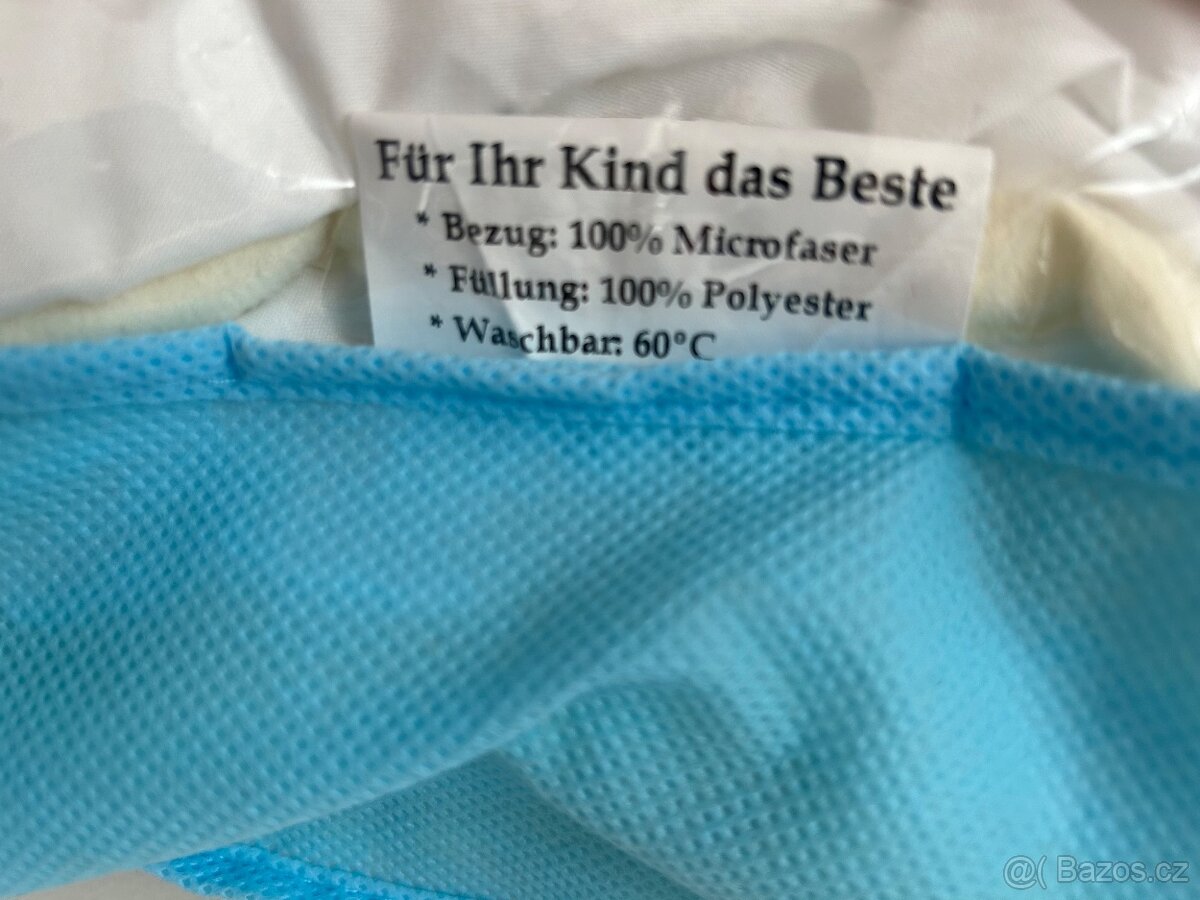 Für Ihr Kind das Beste
* Bezug: 100% Microfaser
* Füllung: 100% Polyester
* Waschbar: 60°C
@( Bazos.cz